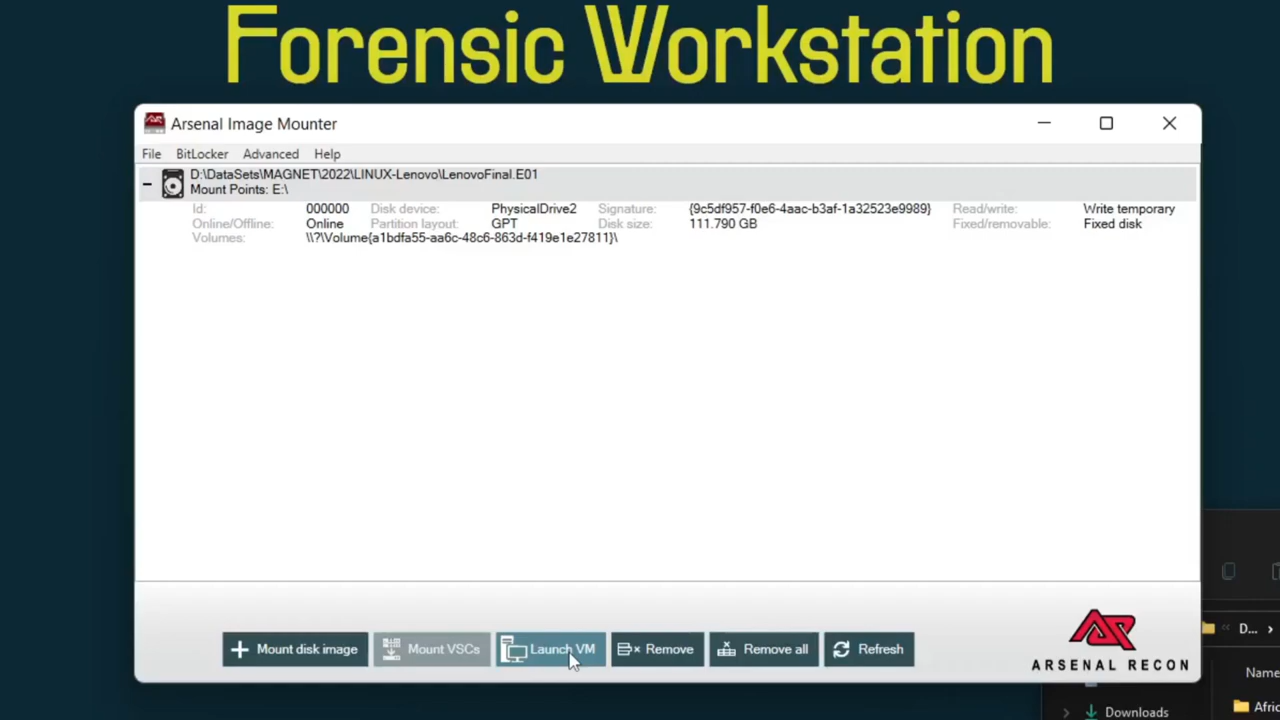 Forensic Workstation
Arsenal Image Mounter
File BitLocker Advanced Help
D:\DataSets\MAGNET\2022\LINUX-Lenovo\LenovoFinal.E01
Mount Points: E:\
Id: 000000 Disk device: PhysicalDrive2 Signature: {9c5df957-f0e6-4aac-b3af-1a32523e9989} Read/write: Write temporary
Online/Offline: Online Partition layout: GPT Disk size: 111.790 GB Fixed/removable: Fixed disk
Volumes: \\?\Volume{a1bdfa55-aa6c-48c6-863d-f419e1e27811}\
Mount disk image Mount VSCs Launch VM Remove Remove all Refresh
ARSENAL RECON
D...
Name
Downloads